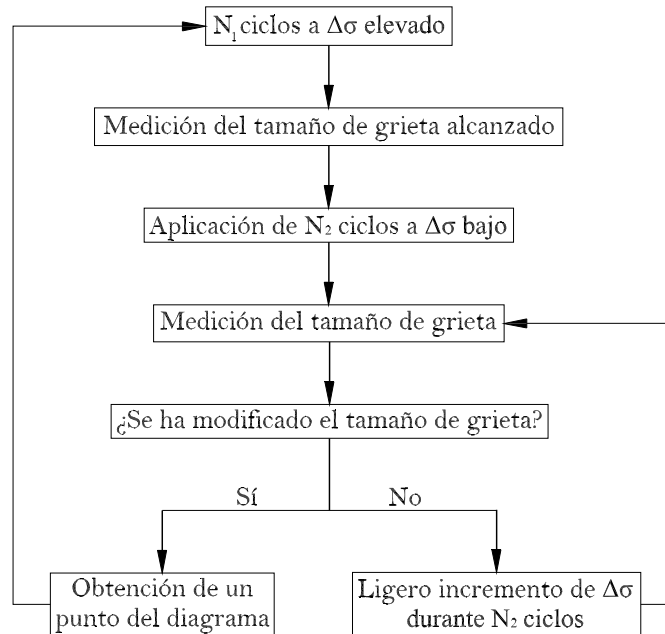 N₁ ciclos a Δσ elevado
Medición del tamaño de grieta alcanzado
Aplicación de N₂ ciclos a Δσ bajo
Medición del tamaño de grieta
¿Se ha modificado el tamaño de grieta?
Sí
No
Obtención de un
punto del diagrama
Ligero incremento de Δσ
durante N₂ ciclos